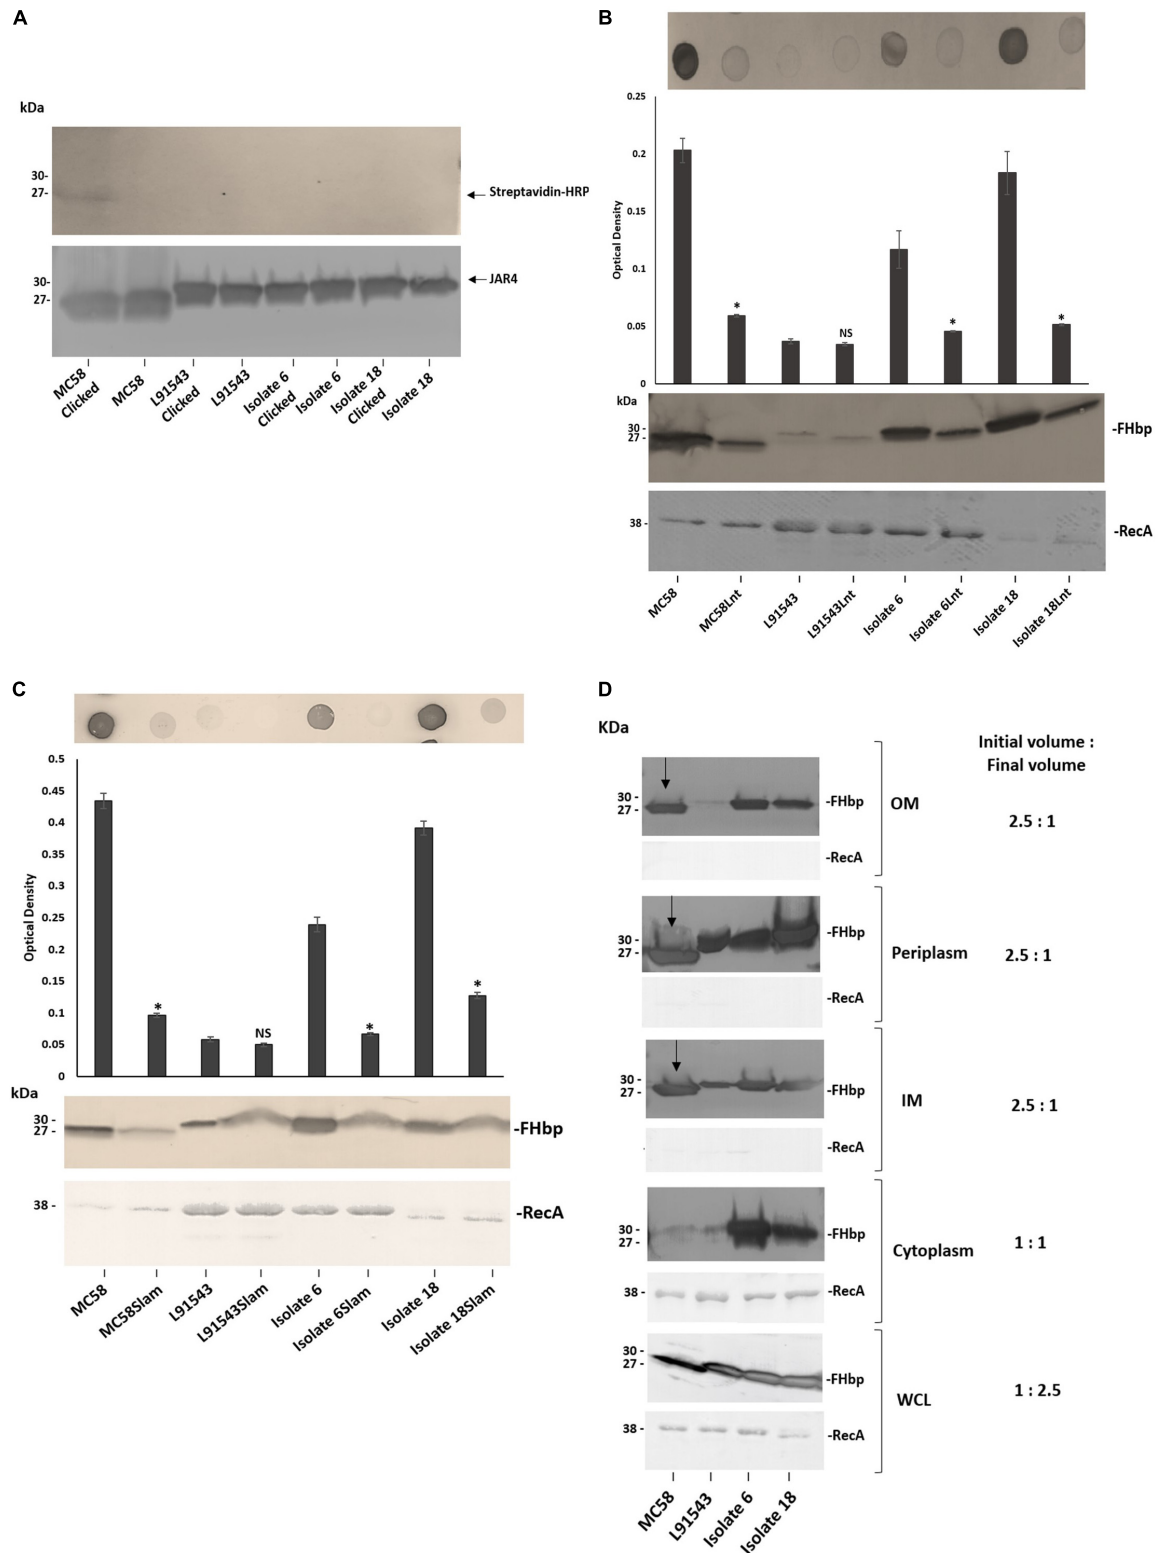 A
kDa
30-
27-
Streptavidin-HRP
30-
27-
JAR4
MC58 Clicked
MC58
L91543 Clicked
L91543
Isolate 6 Clicked
Isolate 6
Isolate 18 Clicked
Isolate 18
B
0.25
0.2
0.15
0.1
0.05
0
Optical Density
*
NS
*
*
kDa
30 -
27 -
-FHbp
38 -
-RecA
MC58
MC58Lnt
L91543
L91543Lnt
Isolate 6
Isolate 6Lnt
Isolate 18
Isolate 18Lnt
C
0.5
0.45
0.4
0.35
0.3
0.25
0.2
0.15
0.1
0.05
0
Optical Density
*
NS
*
*
kDa
30 -
27 -
-FHbp
38 -
-RecA
MC58
MC58Slam
L91543
L91543Slam
Isolate 6
Isolate 6Slam
Isolate 18
Isolate 18Slam
D
KDa
Initial volume :
Final volume
30 -
27 -
-FHbp
OM
2.5 : 1
-RecA
30 -
27 -
-FHbp
Periplasm
2.5 : 1
-RecA
30 -
27 -
-FHbp
IM
2.5 : 1
-RecA
30 -
27 -
-FHbp
Cytoplasm
1 : 1
38 -
-RecA
30 -
27 -
-FHbp
WCL
1 : 2.5
38 -
-RecA
MC58
L91543
Isolate 6
Isolate 18